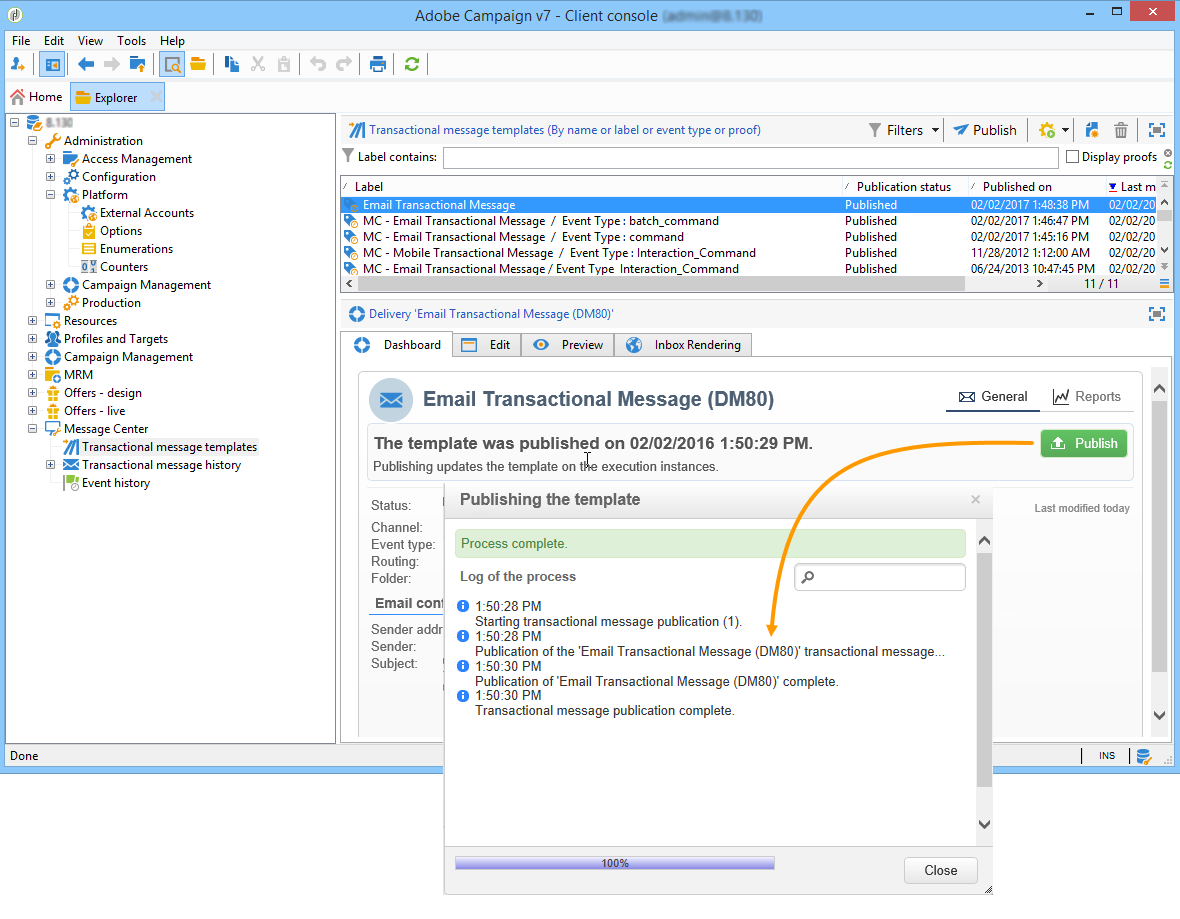 Adobe Campaign v7 - Client console
File Edit View Tools Help
Home Explorer
Administration
Access Management
Configuration
Platform
External Accounts
Options
Enumerations
Counters
Campaign Management
Production
Resources
Profiles and Targets
Campaign Management
MRM
Offers - design
Offers - live
Message Center
Transactional message templates
Transactional message history
Event history
Transactional message templates (By name or label or event type or proof) Filters Publish
Label contains: Display proofs
Label Publication status Published on Last m
Email Transactional Message Published 02/02/2017 1:48:38 PM 02/02/20
MC - Email Transactional Message / Event Type : batch_command Published 02/02/2017 1:46:47 PM 02/02/20
MC - Email Transactional Message / Event Type : command Published 02/02/2017 1:45:16 PM 02/02/20
MC - Mobile Transactional Message / Event Type : Interaction_Command Published 11/28/2012 1:12:00 AM 02/02/20
MC - Email Transactional Message / Event Type Interaction_Command Published 06/24/2013 10:47:45 PM 02/02/20
11 / 11
Delivery 'Email Transactional Message (DM80)'
Dashboard Edit Preview Inbox Rendering
Email Transactional Message (DM80) General Reports
The template was published on 02/02/2016 1:50:29 PM. Publish
Publishing updates the template on the execution instances.
Status: Last modified today
Channel:
Event type:
Routing:
Folder:
Email cont
Sender addr
Sender:
Subject:
Publishing the template
Process complete.
Log of the process
1:50:28 PM
Starting transactional message publication (1).
1:50:28 PM
Publication of the 'Email Transactional Message (DM80)' transactional message...
1:50:30 PM
Publication of 'Email Transactional Message (DM80)' complete.
1:50:30 PM
Transactional message publication complete.
100%
Close
Done INS